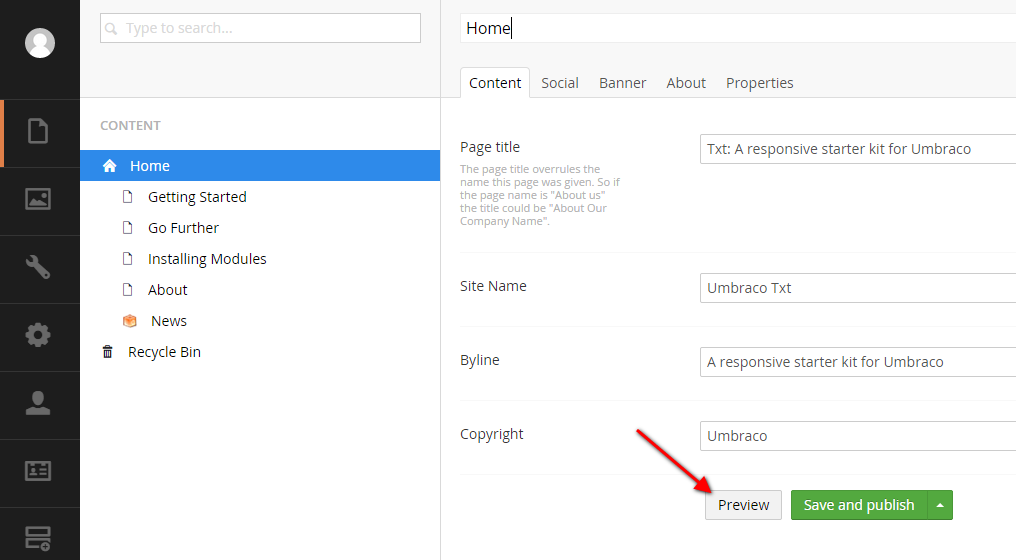 Type to search...
CONTENT
Home
Getting Started
Go Further
Installing Modules
About
News
Recycle Bin
Home
Content Social Banner About Properties
Page title
The page title overrules the
name this page was given. So if
the page name is "About us"
the title could be "About Our
Company Name".
Txt: A responsive starter kit for Umbraco
Site Name
Umbraco Txt
Byline
A responsive starter kit for Umbraco
Copyright
Umbraco
Preview Save and publish